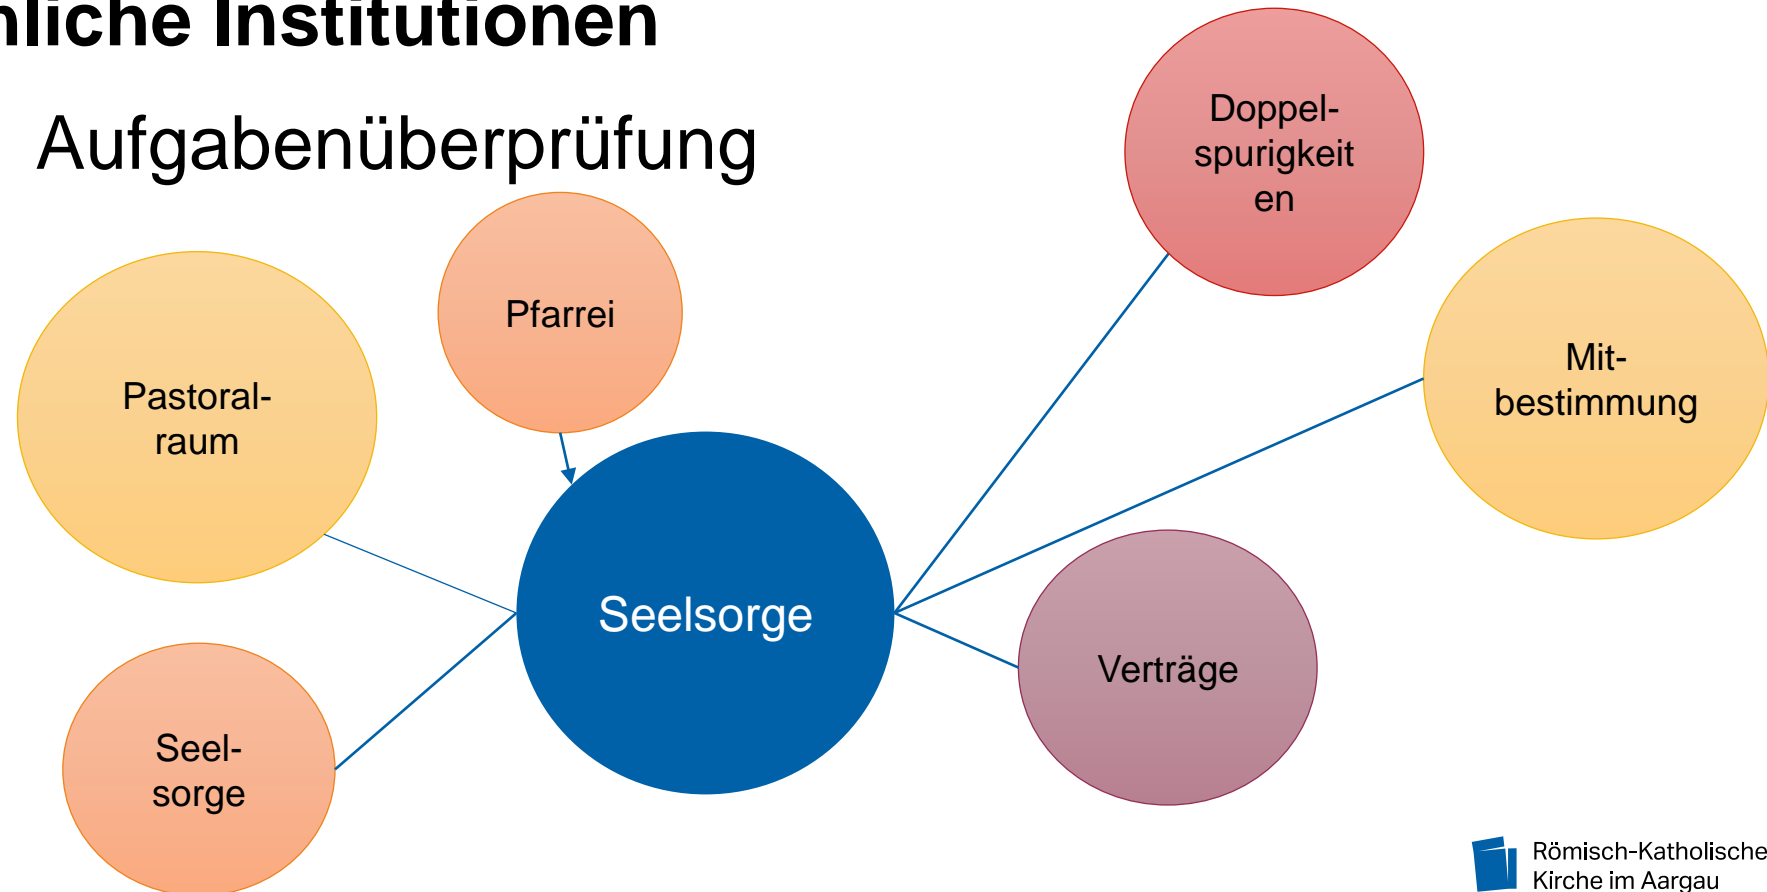 nliche Institutionen
Aufgabenüberprüfung
Doppel-
spurigkeit
en
Pfarrei
Mit-
bestimmung
Pastoral-
raum
Seelsorge
Verträge
Seel-
sorge
Römisch-Katholische
Kirche im Aargau